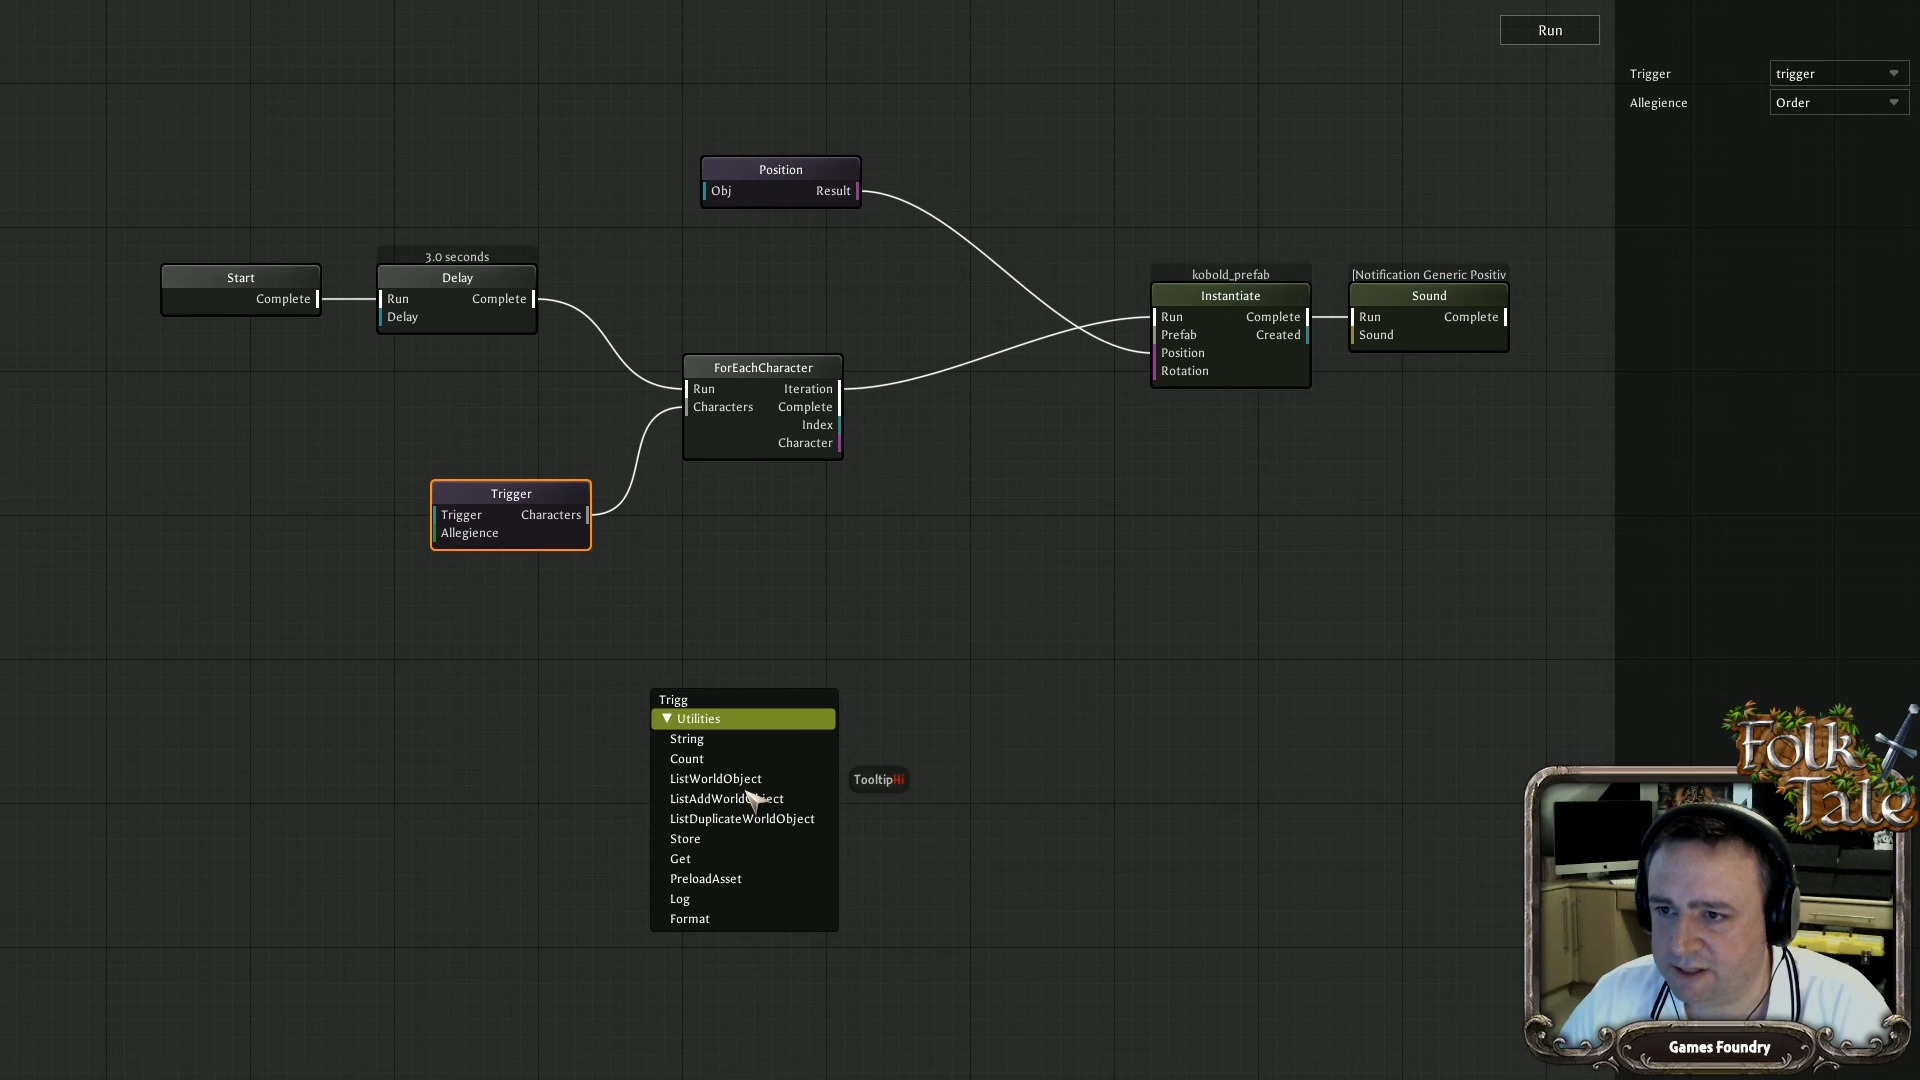 Run
Trigger trigger
Allegience Order
Position
Obj Result
3.0 seconds
Start
Complete
Delay
Run Complete
Delay
kobold_prefab
Instantiate
Run Complete
Prefab Created
Position
Rotation
[Notification Generic Positiv
Sound
Run Complete
Sound
ForEachCharacter
Run Iteration
Characters Complete
Index
Character
Trigger
Trigger Characters
Allegience
Trigg
Utilities
String
Count
ListWorldObject
ListAddWorldObject
ListDuplicateWorldObject
Store
Get
PreloadAsset
Log
Format
TooltipHi
Folk
Tale
Games Foundry